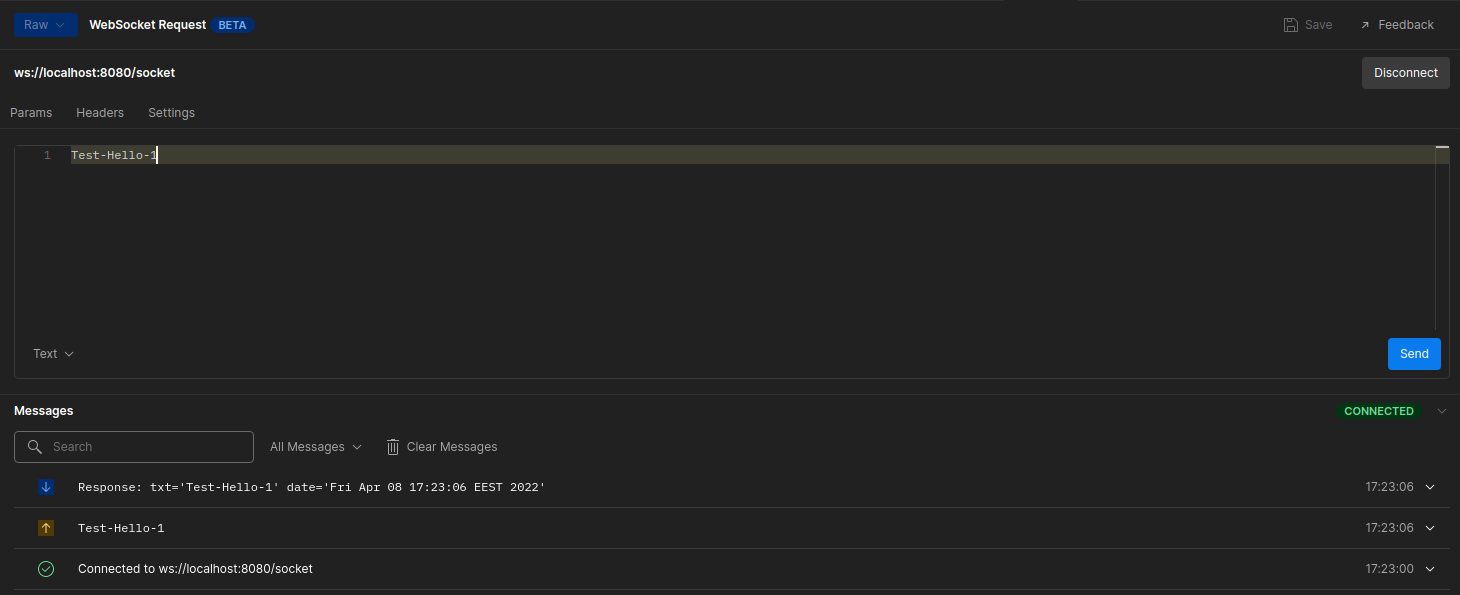 Raw WebSocket Request BETA Save Feedback
ws://localhost:8080/socket Disconnect
Params Headers Settings
1 Test-Hello-1
Text Send
Messages CONNECTED
Search All Messages Clear Messages
Response: txt='Test-Hello-1' date='Fri Apr 08 17:23:06 EEST 2022' 17:23:06
Test-Hello-1 17:23:06
Connected to ws://localhost:8080/socket 17:23:00